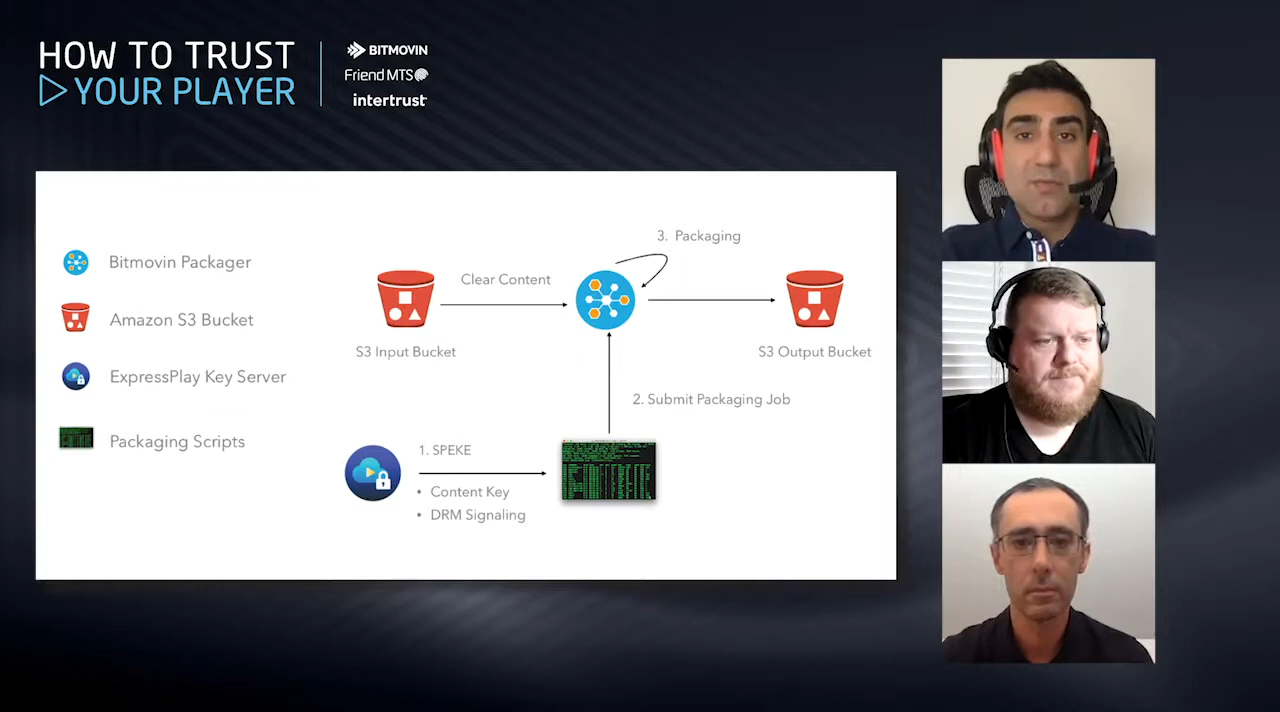 HOW TO TRUST
YOUR PLAYER
BITMOVIN
Friend MTS
intertrust
Bitmovin Packager
Amazon S3 Bucket
ExpressPlay Key Server
Packaging Scripts
S3 Input Bucket
Clear Content
3. Packaging
S3 Output Bucket
2. Submit Packaging Job
1. SPEKE
• Content Key
• DRM Signaling